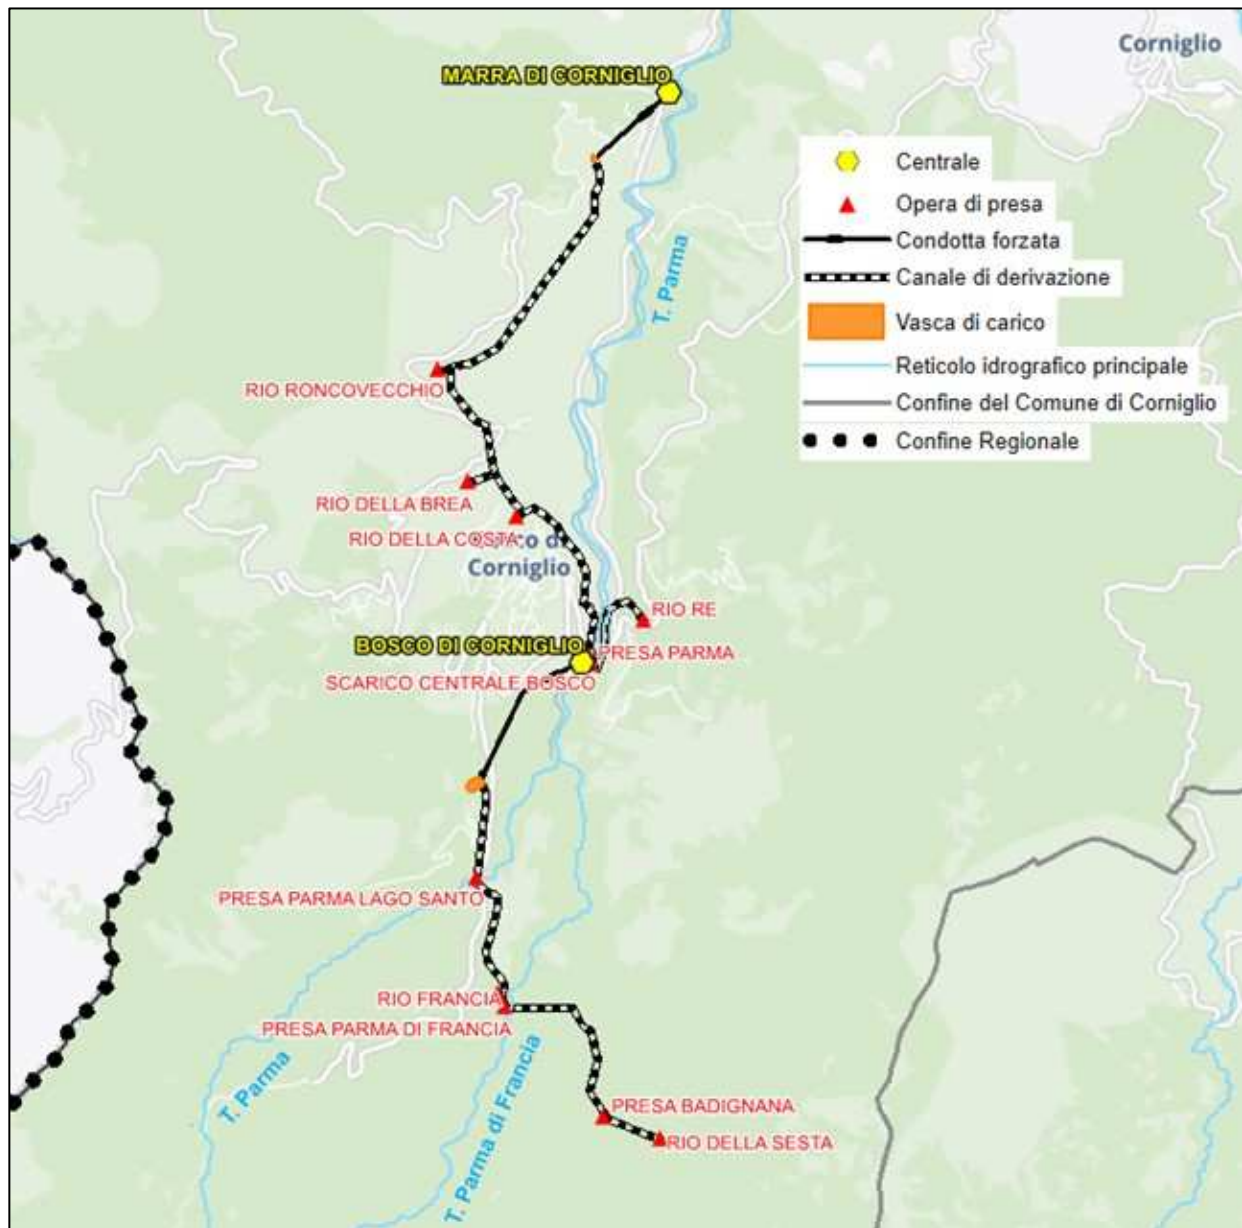 Corniglio
MARRA DI CORNIGLIO
Centrale
Opera di presa
Condotta forzata
Canale di derivazione
Vasca di carico
Reticolo idrografico principale
Confine del Comune di Corniglio
Confine Regionale
T. Parma
RIO RONCOVECCHIO
RIO DELLA BREA
RIO DELLA COSTA
Corniglio
RIO RE
BOSCO DI CORNIGLIO
PRESA PARMA
SCARICO CENTRALE BOSCO
PRESA PARMA LAGO SANTO
RIO FRANCIA
PRESA PARMA DI FRANCIA
T. Parma
T. Parma di Francia
PRESA BADIGNANA
RIO DELLA SESTA